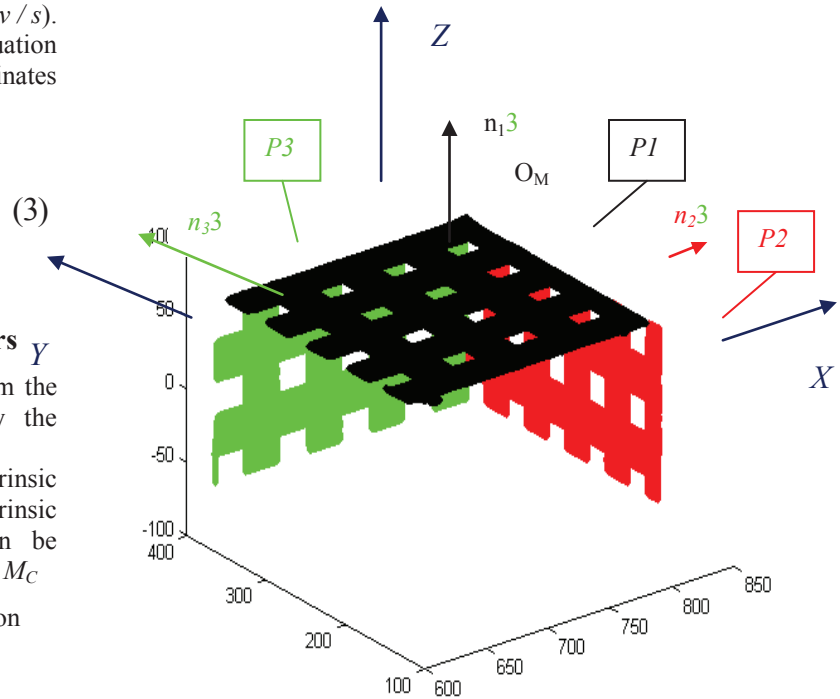 v / s).
uation
inates
(3)
rs
m the
v the
rinsic
rinsic
n be
M_C
on
Z
n₁3
P3
P1
O_M
n₃3
n₂3
P2
Y
X
50
0
-50
-100
400
300
200
100
600
650
700
750
800
850